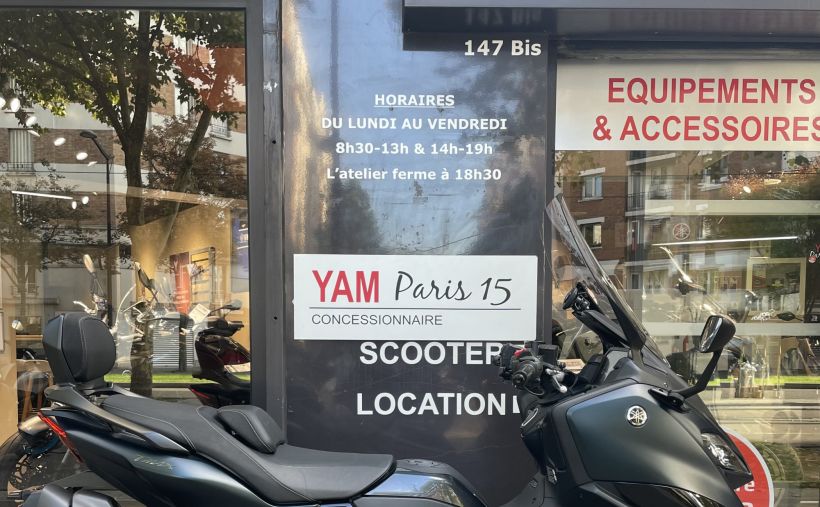 147 Bis
HORAIRES
DU LUNDI AU VENDREDI
8h30-13h & 14h-19h
L'atelier ferme à 18h30
EQUIPEMENTS
& ACCESSOIRES
YAM Paris 15
CONCESSIONNAIRE
SCOOTER
LOCATION